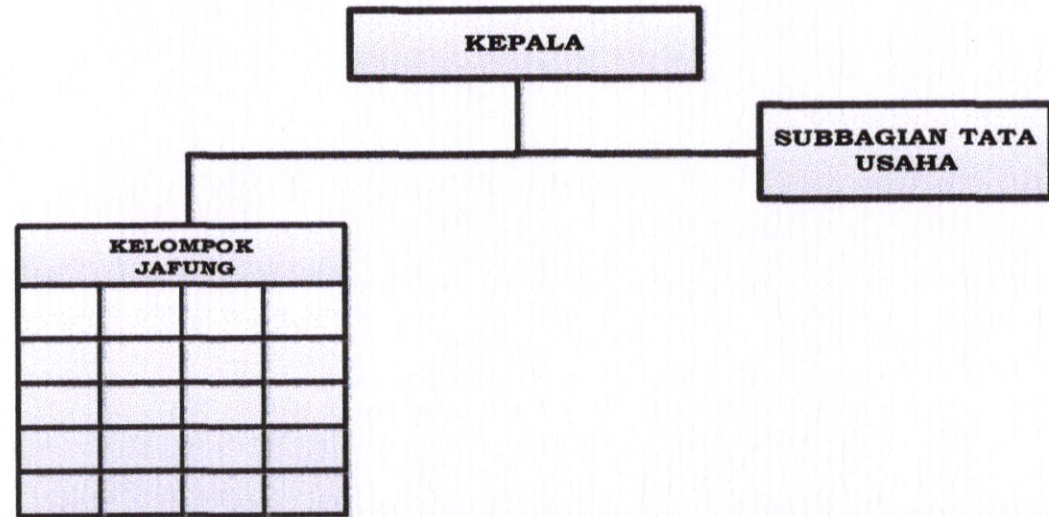 KEPALA
SUBBAGIAN TATA
USAHA
KELOMPOK
JAFUNG